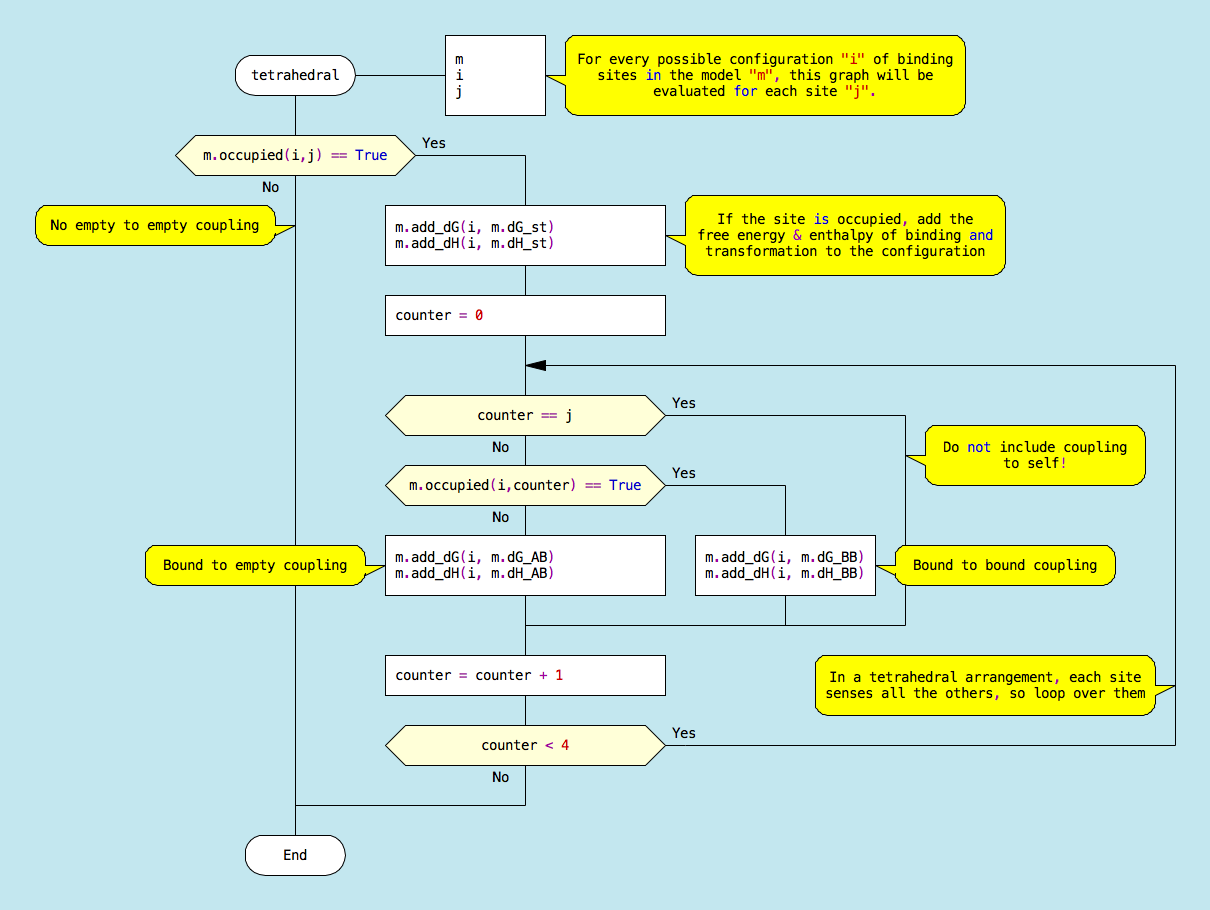 tetrahedral
m
i
j
For every possible configuration "i" of binding
sites in the model "m", this graph will be
evaluated for each site "j".
m.occupied(i,j) == True
Yes
No
No empty to empty coupling
m.add_dG(i, m.dG_st)
m.add_dH(i, m.dH_st)
If the site is occupied, add the
free energy & enthalpy of binding and
transformation to the configuration
counter = 0
counter == j
Yes
No
Do not include coupling
to self!
m.occupied(i,counter) == True
Yes
No
Bound to empty coupling
m.add_dG(i, m.dG_AB)
m.add_dH(i, m.dH_AB)
m.add_dG(i, m.dG_BB)
m.add_dH(i, m.dH_BB)
Bound to bound coupling
counter = counter + 1
In a tetrahedral arrangement, each site
senses all the others, so loop over them
counter < 4
Yes
No
End